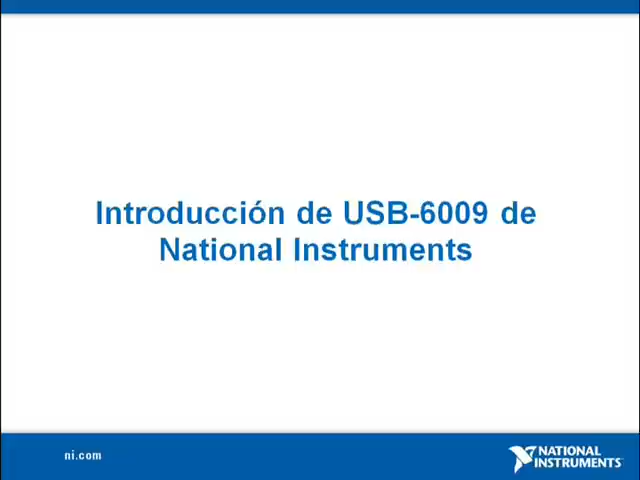 Introducción de USB-6009 de
National Instruments
ni.com
NATIONAL
INSTRUMENTS